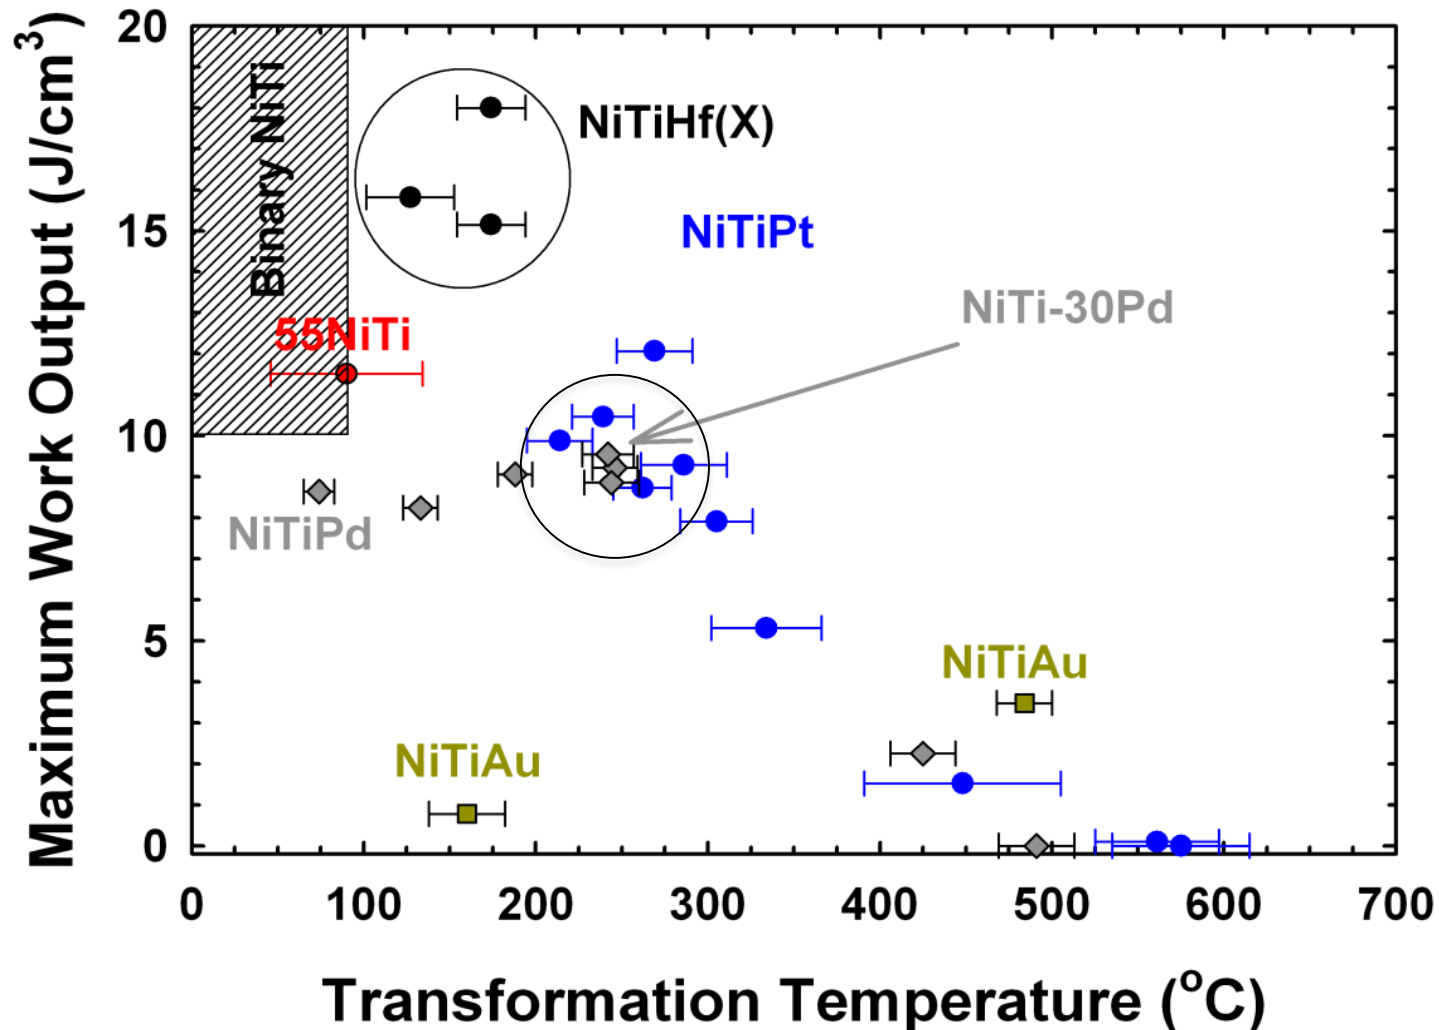 Maximum Work Output (J/cm³)
20
15
10
5
0
Binary NiTi
NiTiHf(X)
NiTiPt
NiTi-30Pd
55NiTi
NiTiPd
NiTiAu
NiTiAu
0 100 200 300 400 500 600 700
Transformation Temperature (°C)